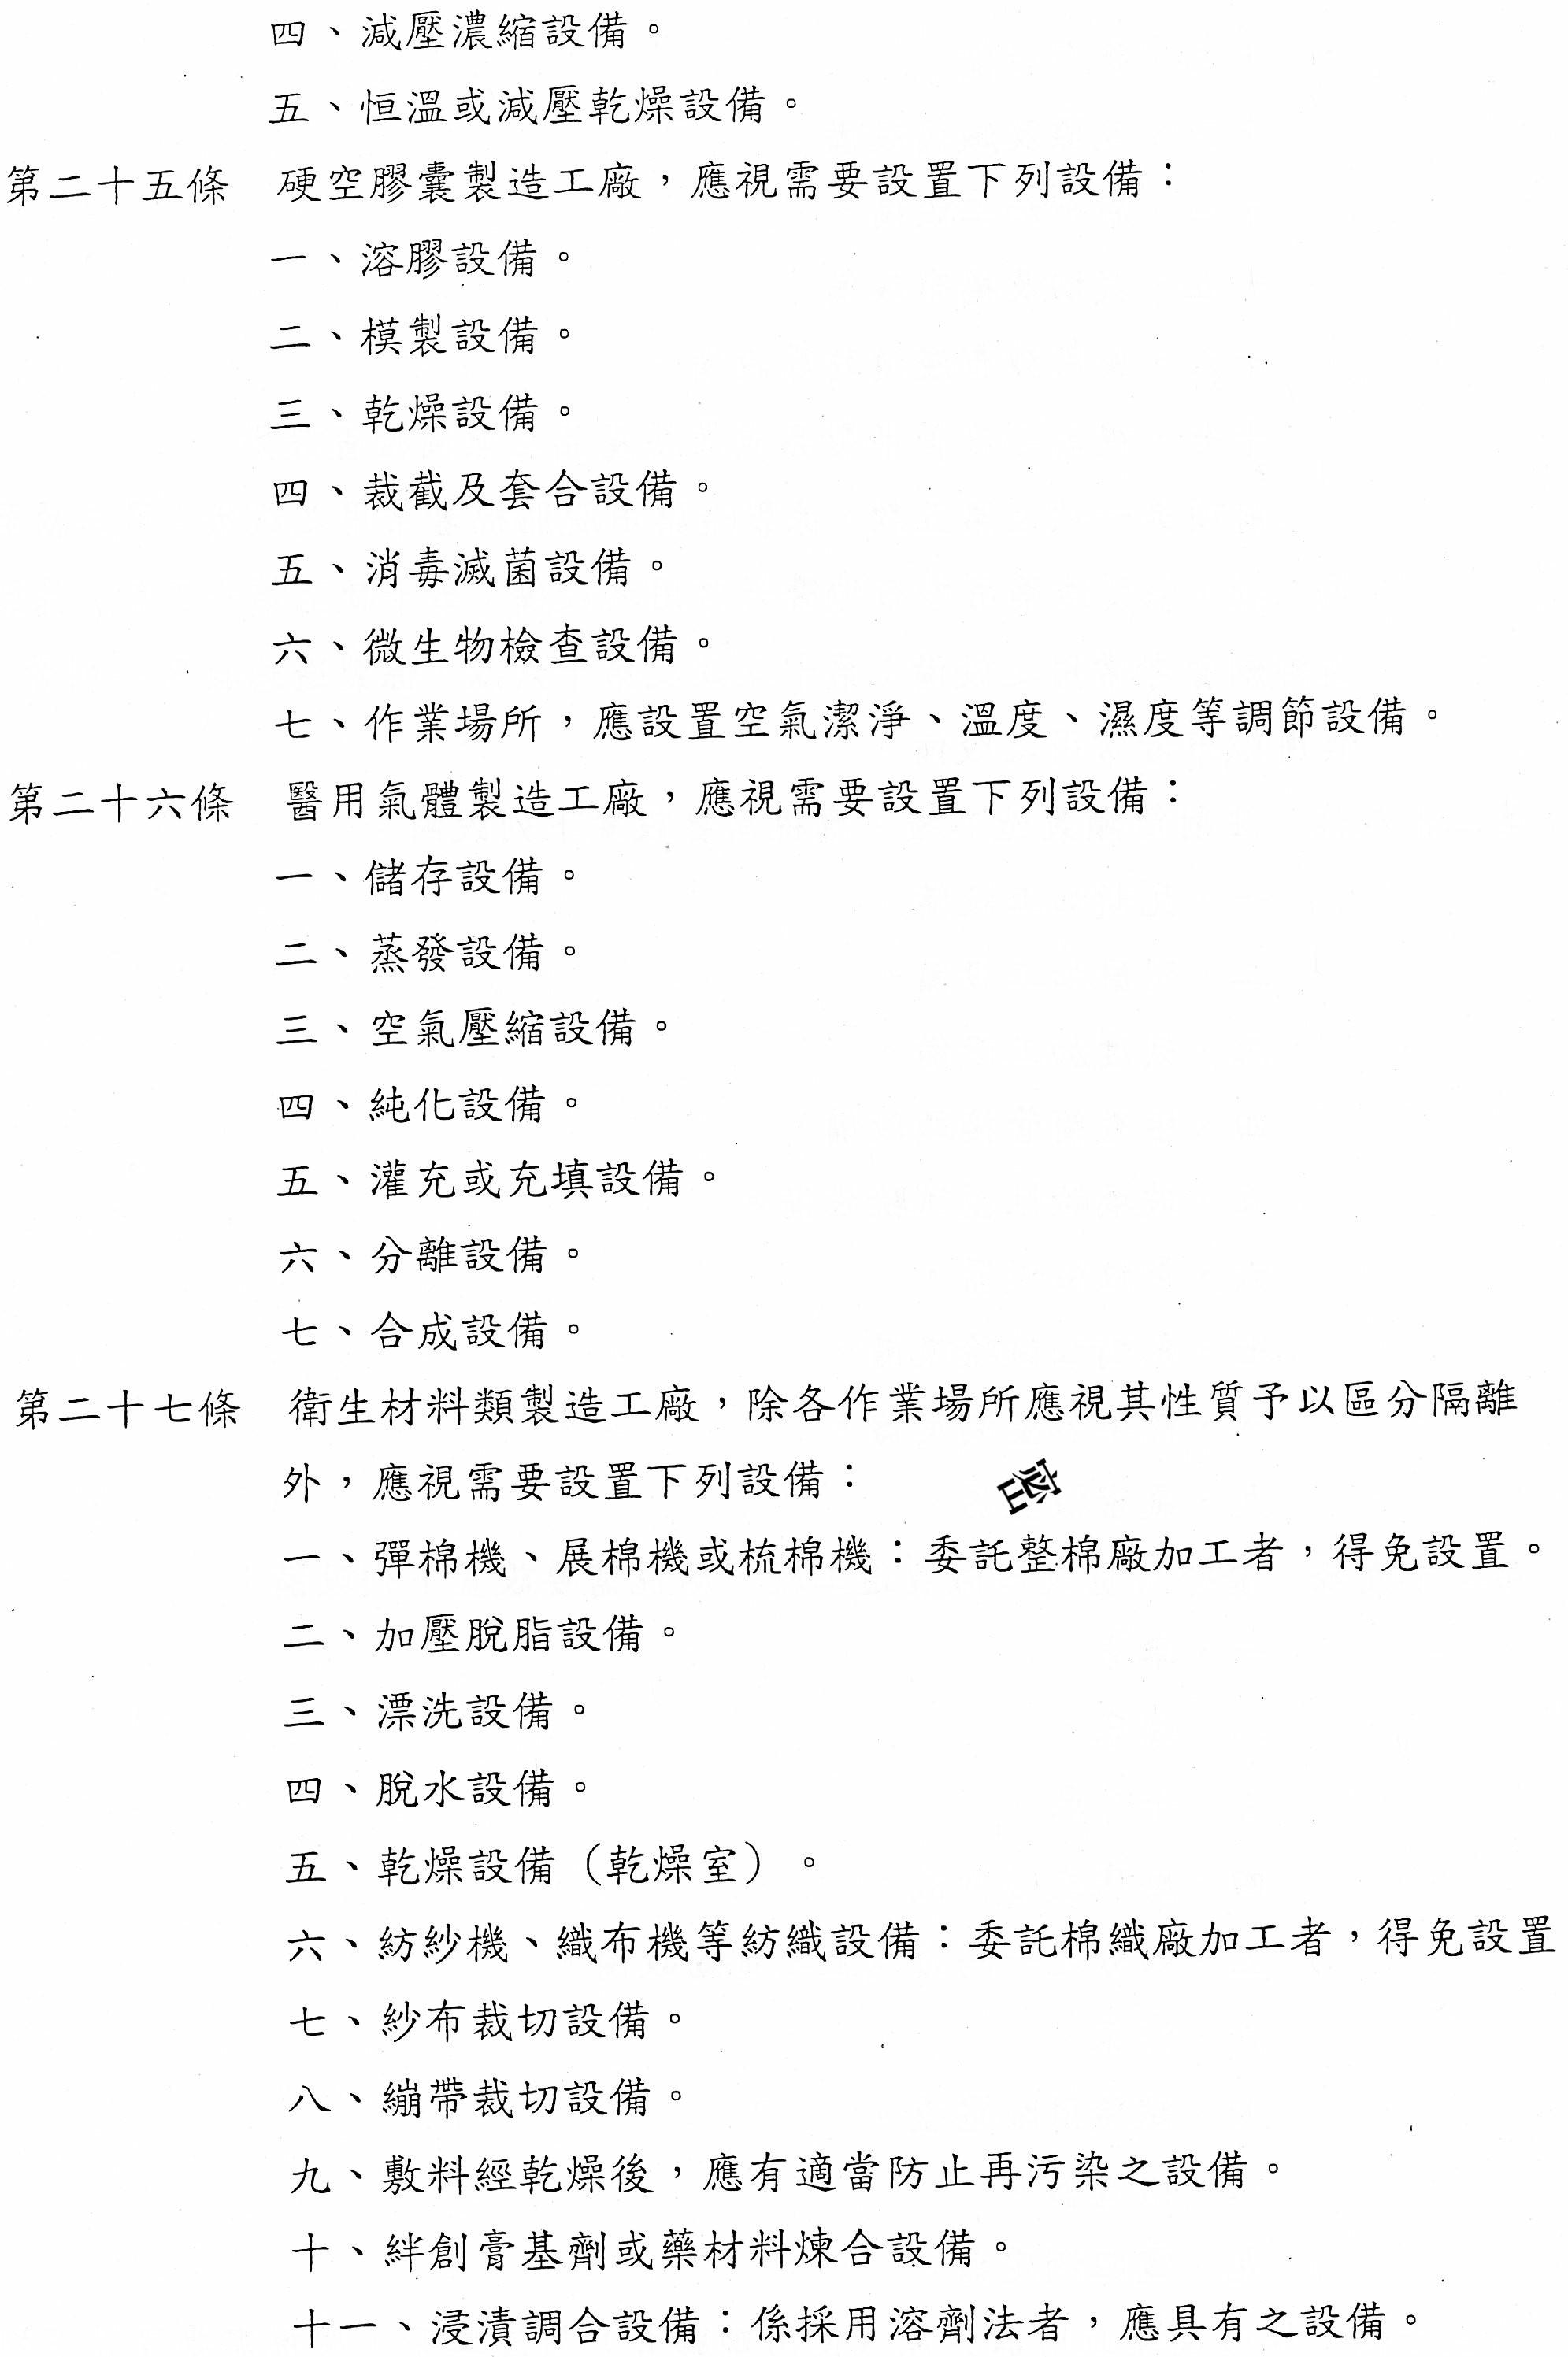 四、減壓濃縮設備。
五、恒溫或減壓乾燥設備。
第二十五條　硬空膠囊製造工廠，應視需要設置下列設備：
一、溶膠設備。
二、模製設備。
三、乾燥設備。
四、裁截及套合設備。
五、消毒滅菌設備。
六、微生物檢查設備。
七、作業場所，應設置空氣潔淨、溫度、濕度等調節設備。
第二十六條　醫用氣體製造工廠，應視需要設置下列設備：
一、儲存設備。
二、蒸發設備。
三、空氣壓縮設備。
四、純化設備。
五、灌充或充填設備。
六、分離設備。
七、合成設備。
第二十七條　衛生材料類製造工廠，除各作業場所應視其性質予以區分隔離
外，應視需要設置下列設備：
密
一、彈棉機、展棉機或梳棉機：委託整棉廠加工者，得免設置。
二、加壓脫脂設備。
三、漂洗設備。
四、脫水設備。
五、乾燥設備（乾燥室）。
六、紡紗機、織布機等紡織設備：委託棉織廠加工者，得免設置
七、紗布裁切設備。
八、繃帶裁切設備。
九、敷料經乾燥後，應有適當防止再污染之設備。
十、絆創膏基劑或藥材料煉合設備。
十一、浸漬調合設備：係採用溶劑法者，應具有之設備。